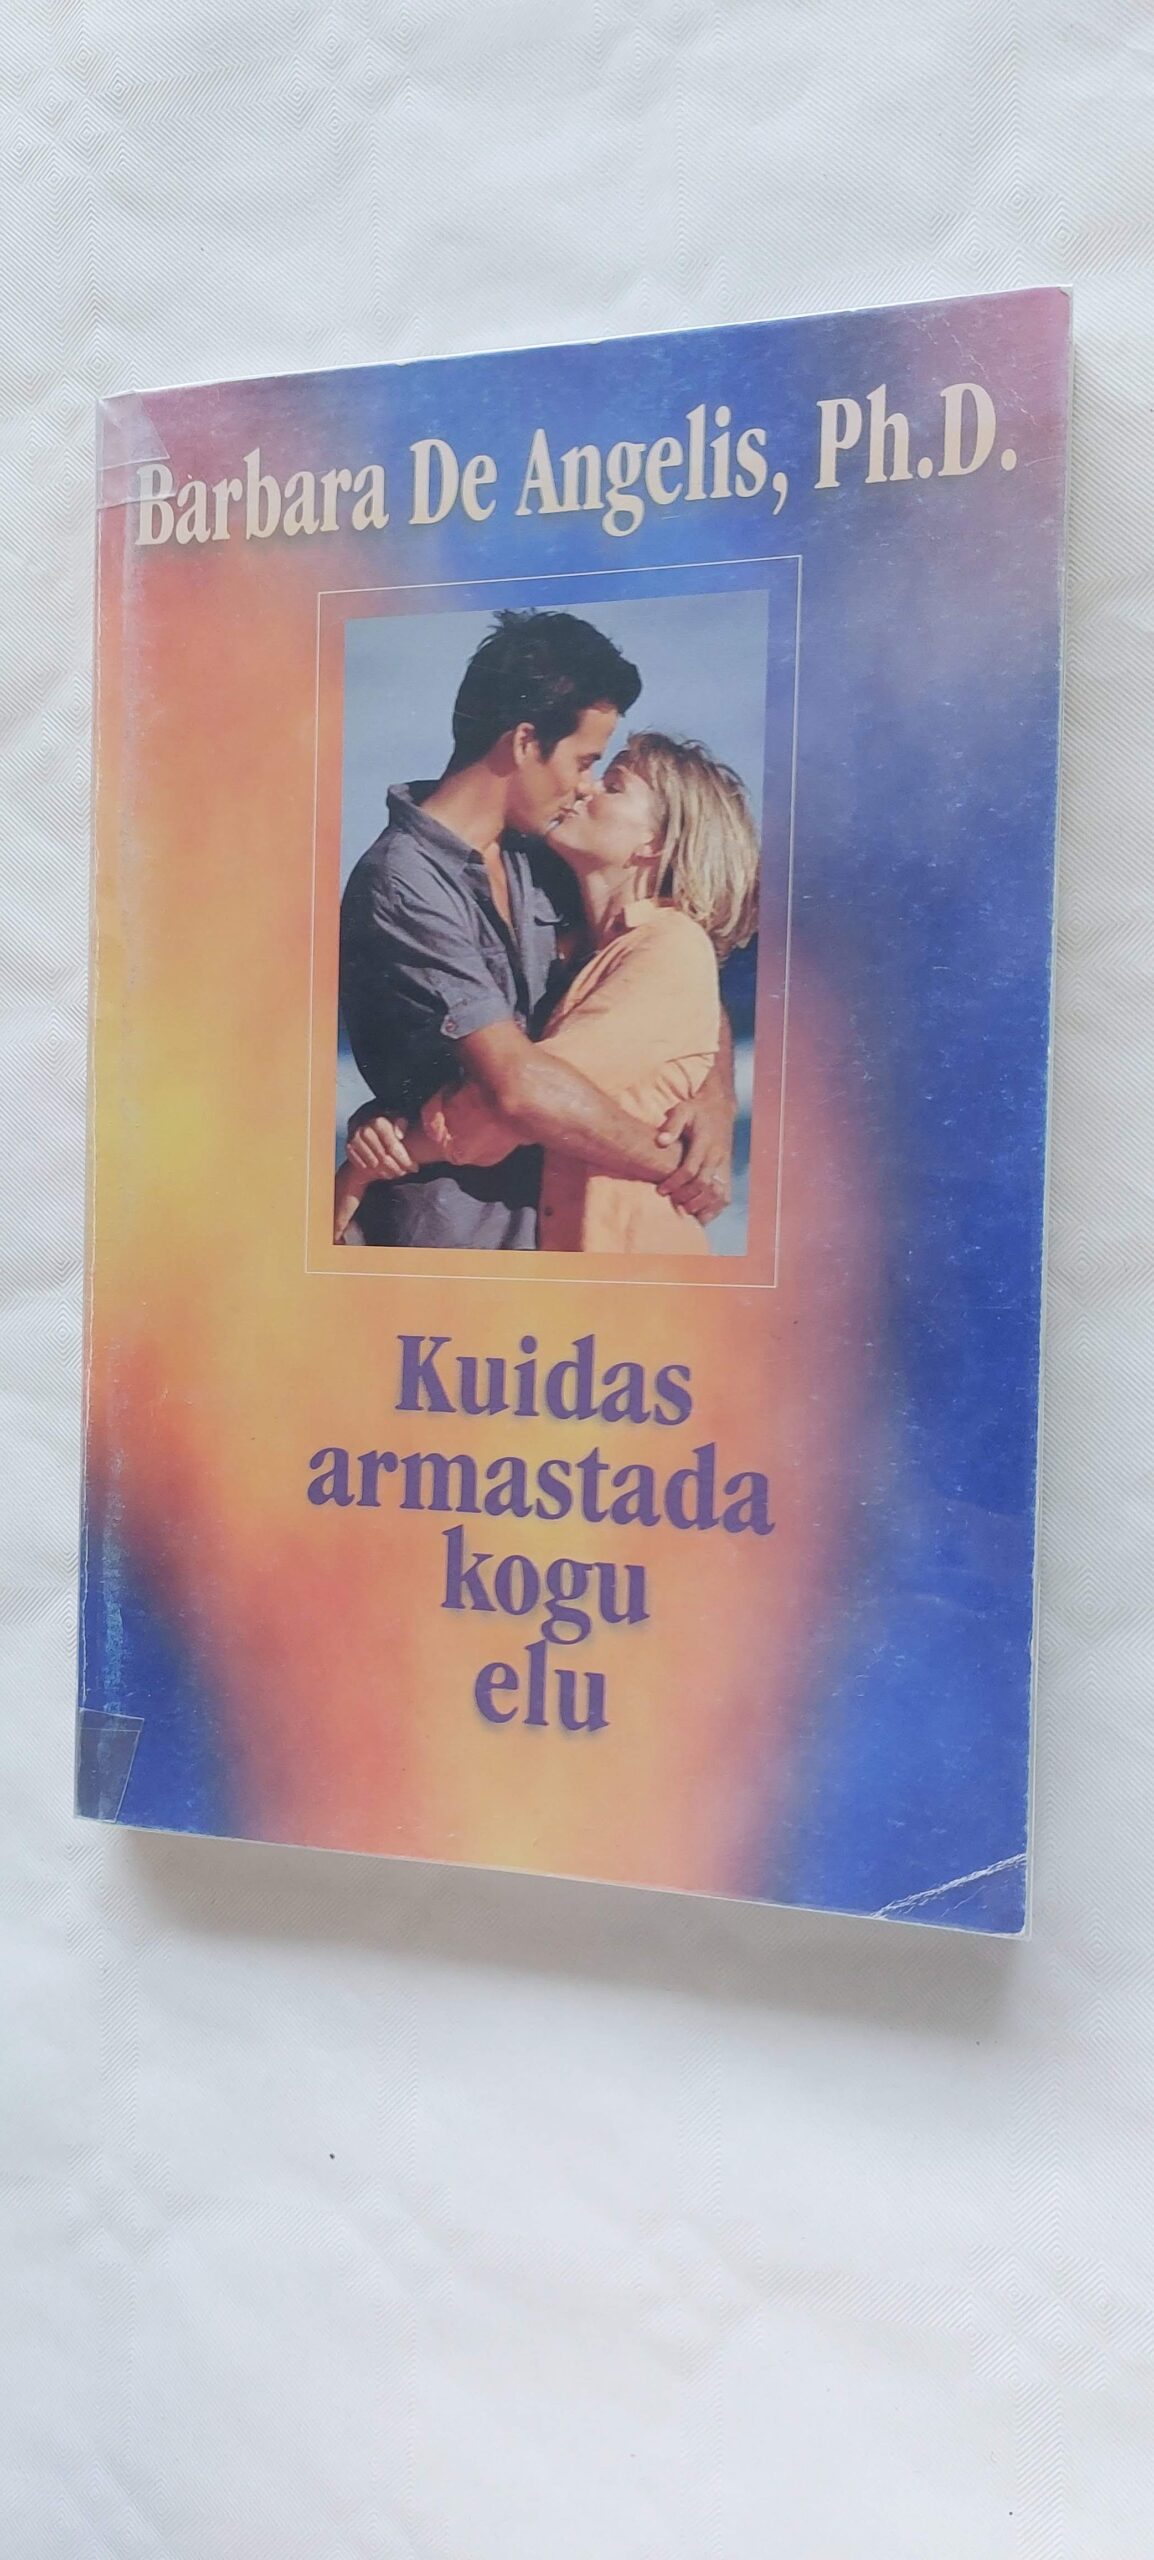 Barbara De Angelis, Ph.D.
Kuidas
armastada
kogu
elu